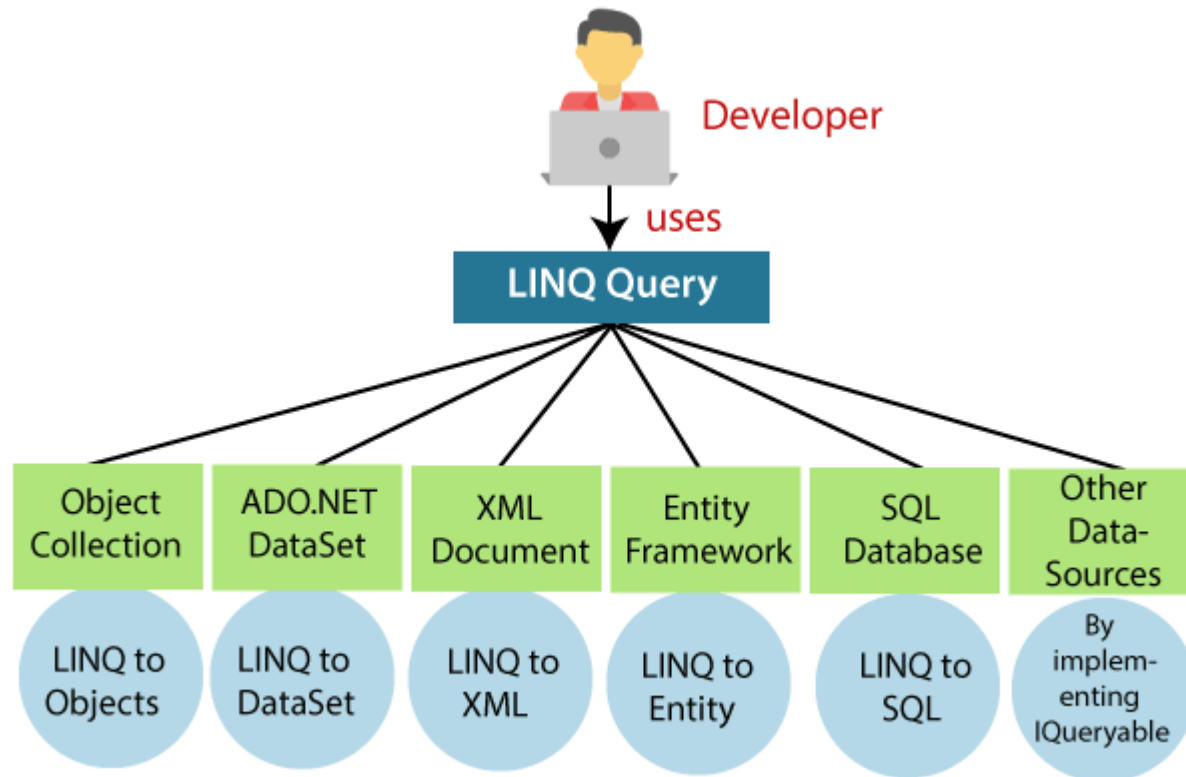 Developer
uses
LINQ Query
Object
Collection
ADO.NET
DataSet
XML
Document
Entity
Framework
SQL
Database
Other
Data-
Sources
LINQ to
Objects
LINQ to
DataSet
LINQ to
XML
LINQ to
Entity
LINQ to
SQL
By
implem-
enting
IQueryable